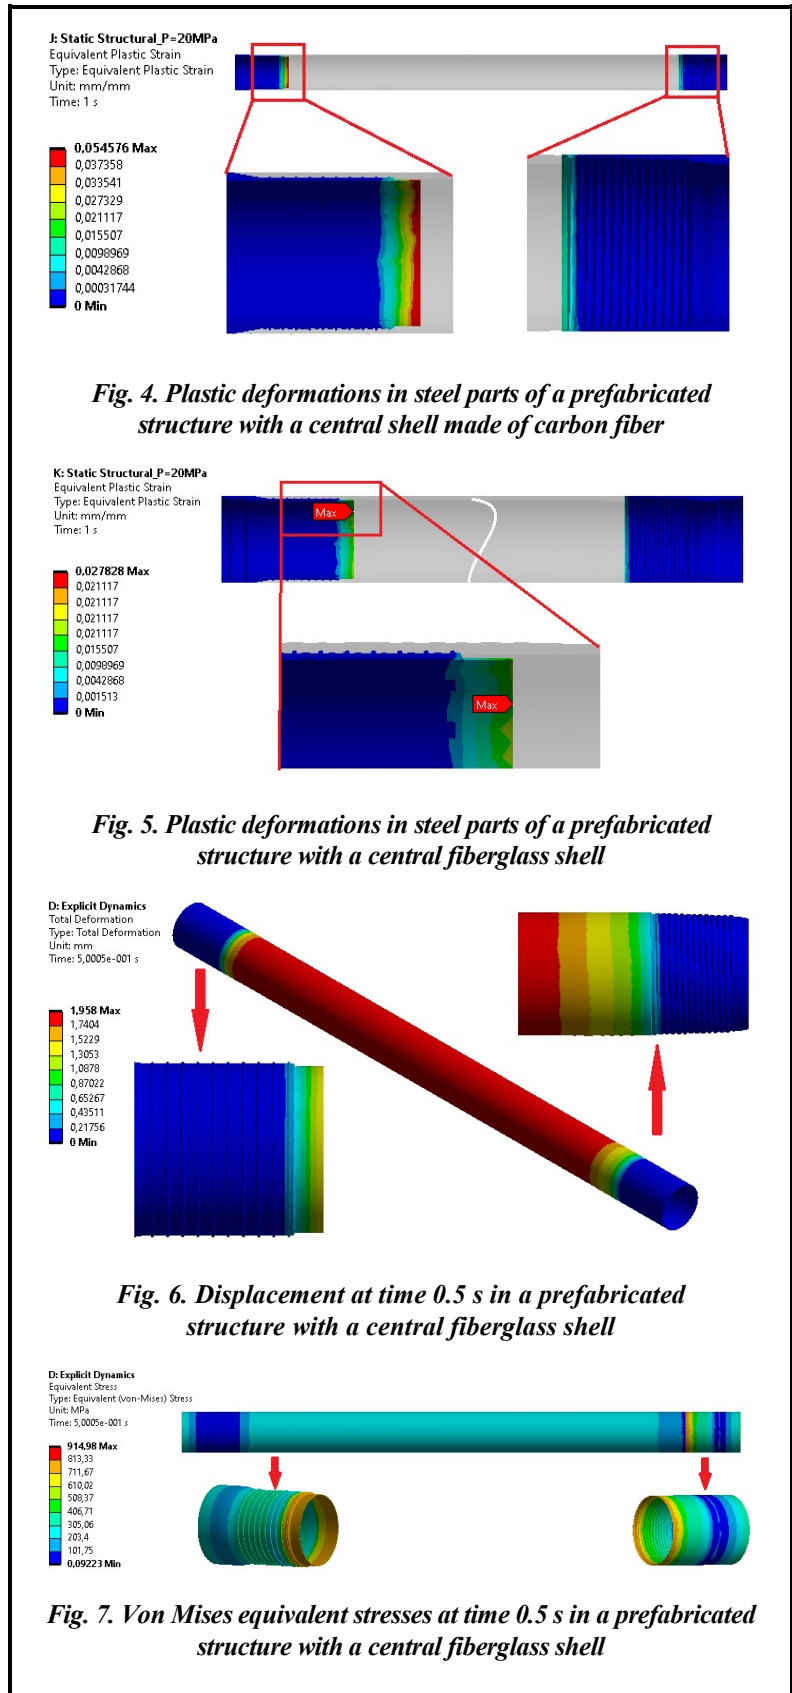 J: Static Structural_P=20MPa
Equivalent Plastic Strain
Type: Equivalent Plastic Strain
Unit: mm/mm
Time: 1 s
0,054576 Max
0,037358
0,033541
0,027329
0,021117
0,015507
0,0098969
0,0042868
0,00031744
0 Min
Fig. 4. Plastic deformations in steel parts of a prefabricated
structure with a central shell made of carbon fiber
K: Static Structural_P=20MPa
Equivalent Plastic Strain
Type: Equivalent Plastic Strain
Unit: mm/mm
Time: 1 s
Max
0,027828 Max
0,021117
0,021117
0,021117
0,015507
0,0098969
0,0042868
0,001513
0 Min
Max
Fig. 5. Plastic deformations in steel parts of a prefabricated
structure with a central fiberglass shell
D: Explicit Dynamics
Total Deformation
Type: Total Deformation
Unit: mm
Time: 5,0005e-001 s
1,958 Max
1,7404
1,5229
1,3053
1,0878
0,87022
0,65267
0,43511
0,21756
0 Min
Fig. 6. Displacement at time 0.5 s in a prefabricated
structure with a central fiberglass shell
D: Explicit Dynamics
Equivalent Stress
Type: Equivalent (von-Mises) Stress
Unit: MPa
Time: 5,0005e-001 s
914,98 Max
813,33
711,67
610,02
508,37
406,71
305,06
203,4
101,75
0,09223 Min
Fig. 7. Von Mises equivalent stresses at time 0.5 s in a prefabricated
structure with a central fiberglass shell